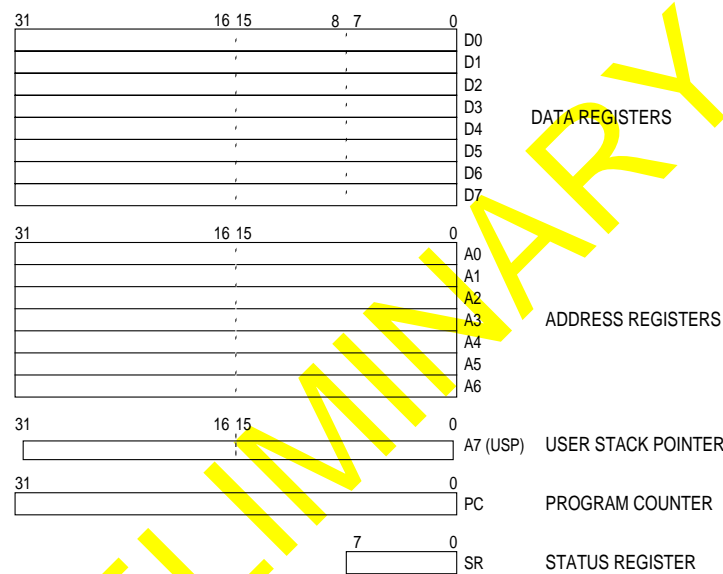 31 16 15 8 7 0
D0
D1
D2
D3
D4
D5
D6
D7
DATA REGISTERS
31 16 15 0
A0
A1
A2
A3
A4
A5
A6
ADDRESS REGISTERS
31 16 15 0
A7 (USP) USER STACK POINTER
31 0
PC PROGRAM COUNTER
7 0
SR STATUS REGISTER
LIMINARY